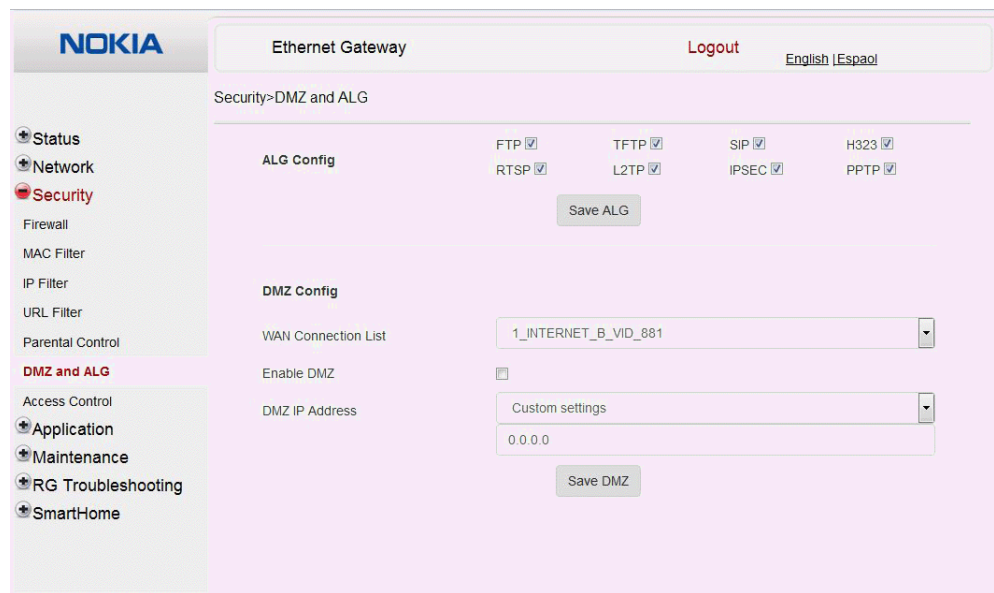 NOKIA
Ethernet Gateway
Logout
English | Espaol
Security>DMZ and ALG
Status
Network
Security
Firewall
MAC Filter
IP Filter
URL Filter
Parental Control
DMZ and ALG
Access Control
Application
Maintenance
RG Troubleshooting
SmartHome
ALG Config
FTP TFTP SIP H323
RTSP L2TP IPSEC PPTP
Save ALG
DMZ Config
WAN Connection List 1_INTERNET_B_VID_881
Enable DMZ
DMZ IP Address Custom settings
0.0.0.0
Save DMZ